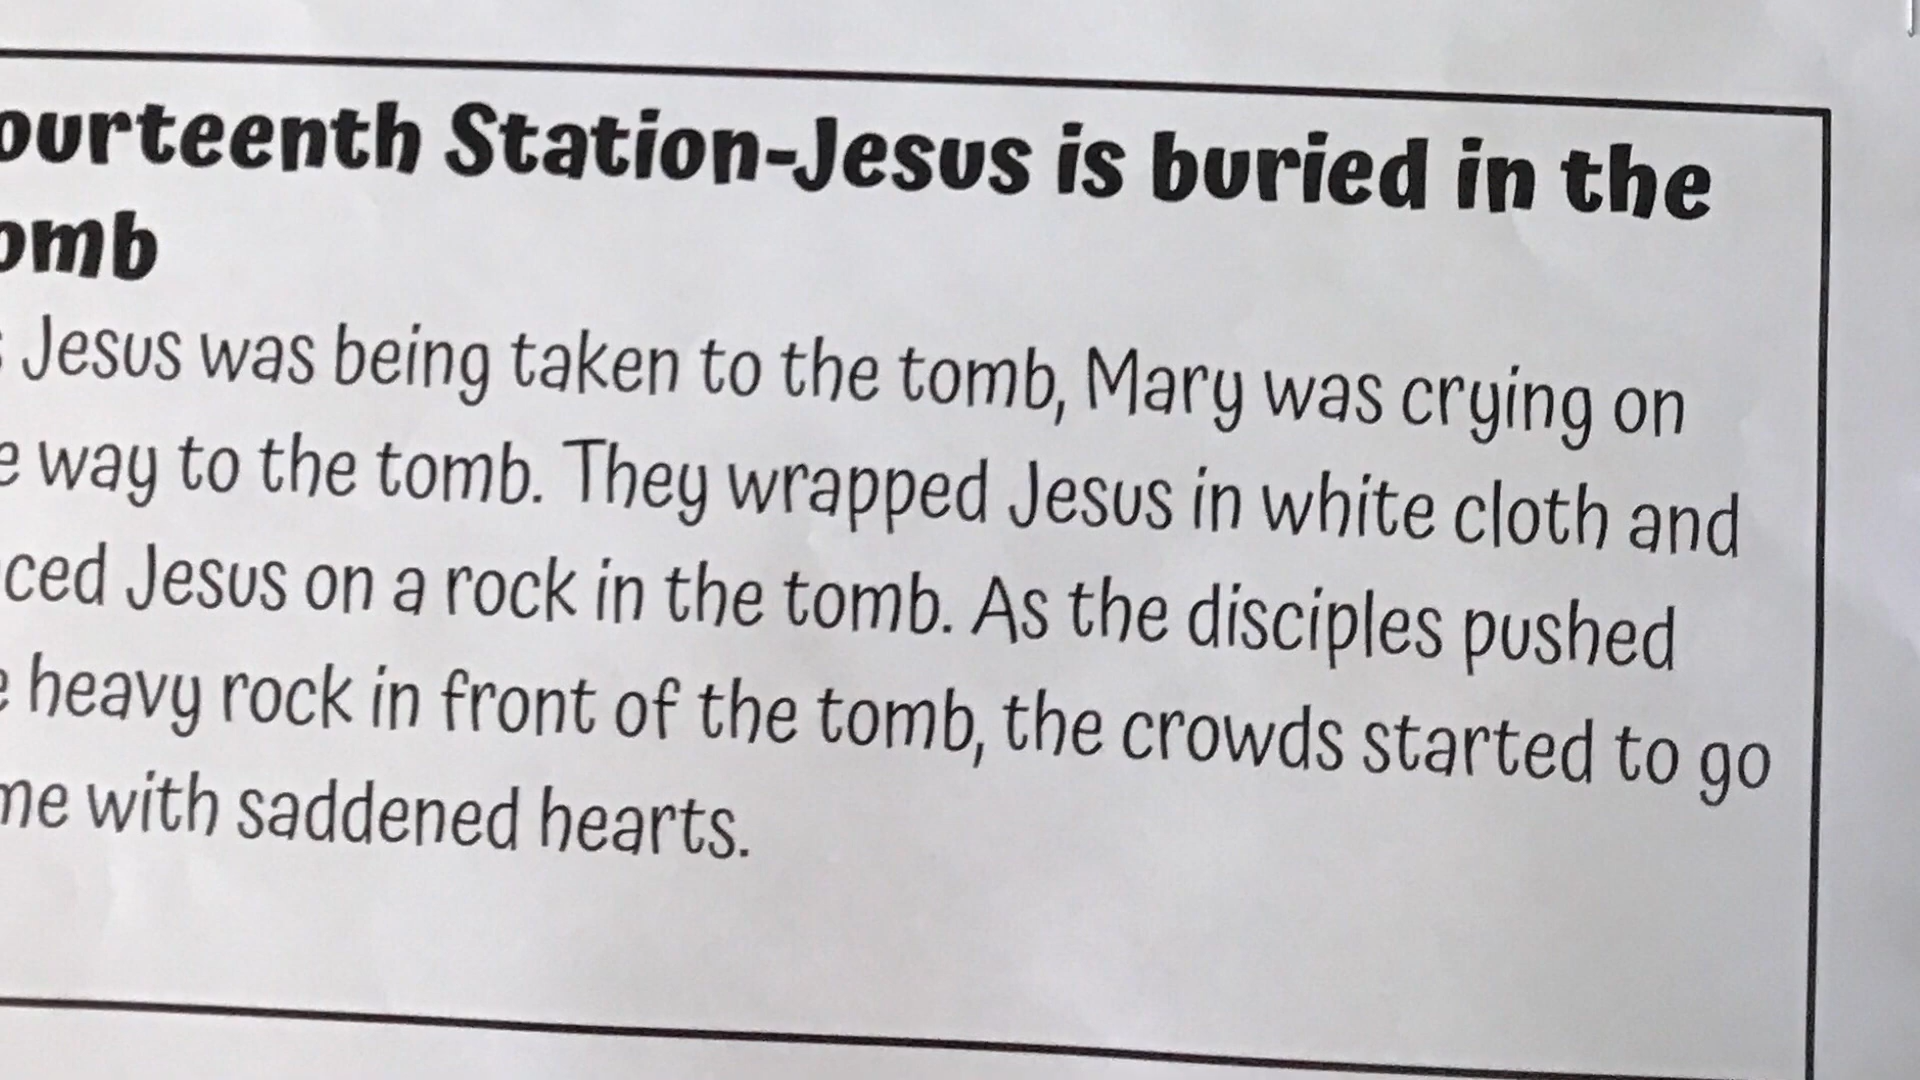 ourteenth Station-Jesus is buried in the
omb
Jesus was being taken to the tomb, Mary was crying on
e way to the tomb. They wrapped Jesus in white cloth and
ced Jesus on a rock in the tomb. As the disciples pushed
e heavy rock in front of the tomb, the crowds started to go
me with saddened hearts.